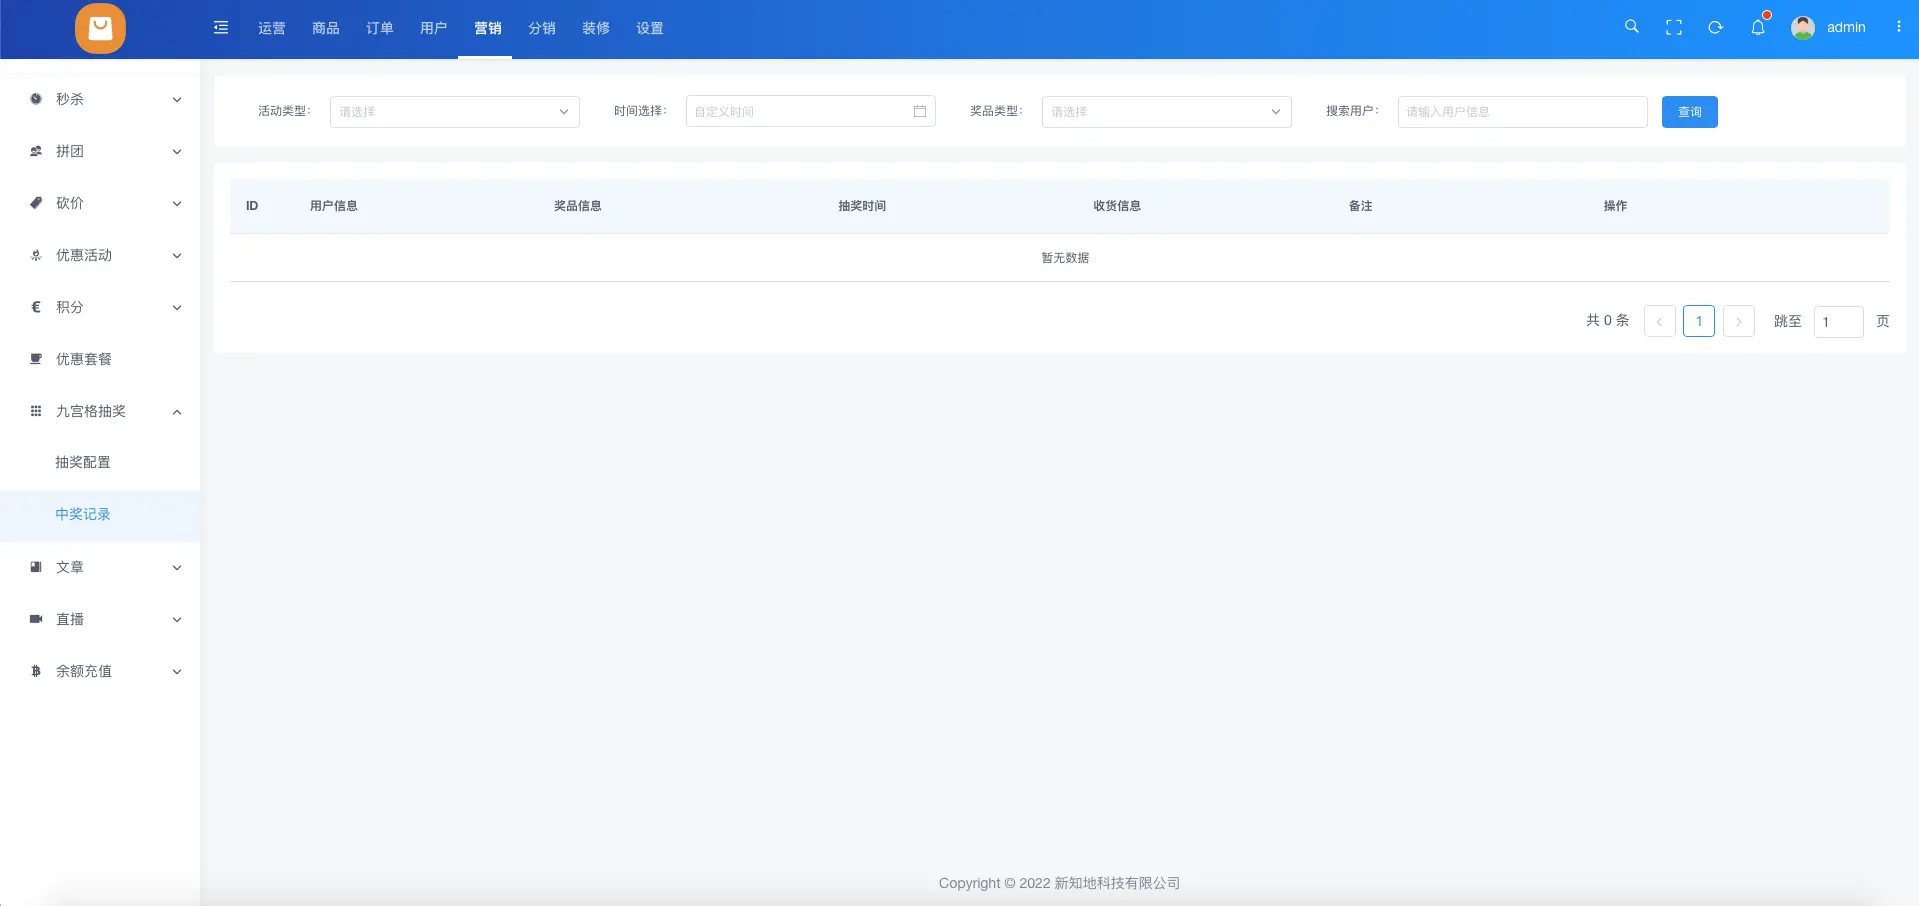 运营 商品 订单 用户 营销 分销 装修 设置 admin
秒杀
拼团
砍价
优惠活动
积分
优惠套餐
九宫格抽奖
抽奖配置
中奖记录
文章
直播
余额充值
活动类型： 请选择 时间选择： 自定义时间 奖品类型： 请选择 搜索用户： 请输入用户信息 查询
ID 用户信息 奖品信息 抽奖时间 收货信息 备注 操作
暂无数据
共 0 条 1 跳至 1 页
Copyright © 2022 新知地科技有限公司